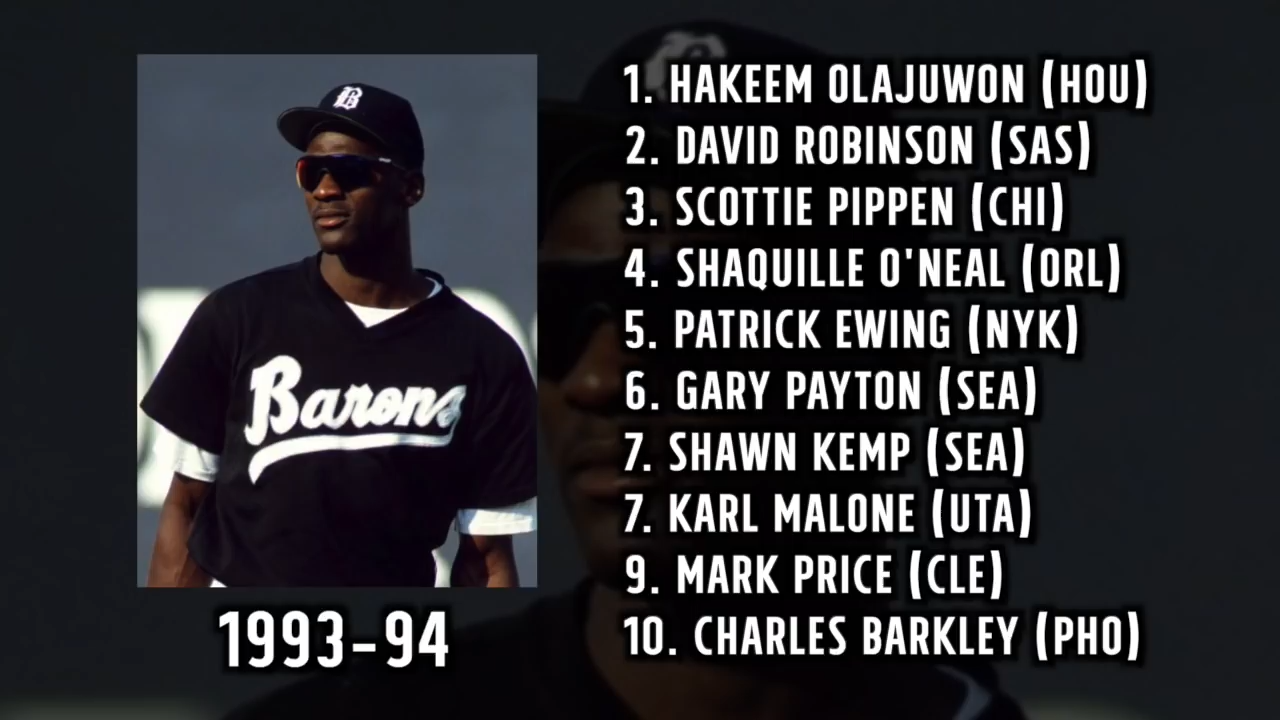 B
Barons
1993-94
1. HAKEEM OLAJUWON (HOU)
2. DAVID ROBINSON (SAS)
3. SCOTTIE PIPPEN (CHI)
4. SHAQUILLE O'NEAL (ORL)
5. PATRICK EWING (NYK)
6. GARY PAYTON (SEA)
7. SHAWN KEMP (SEA)
7. KARL MALONE (UTA)
9. MARK PRICE (CLE)
10. CHARLES BARKLEY (PHO)